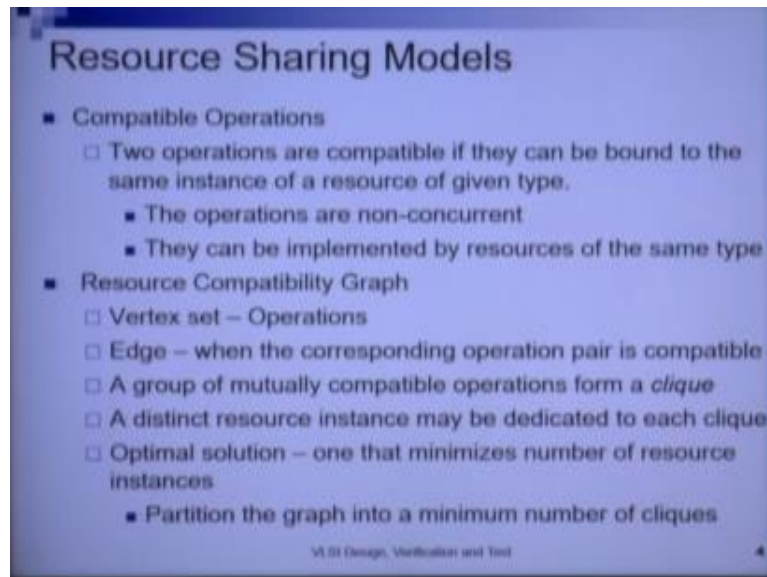 Resource Sharing Models
Compatible Operations
Two operations are compatible if they can be bound to the
same instance of a resource of given type.
The operations are non-concurrent
They can be implemented by resources of the same type
Resource Compatibility Graph
Vertex set – Operations
Edge – when the corresponding operation pair is compatible
A group of mutually compatible operations form a clique
A distinct resource instance may be dedicated to each clique
Optimal solution – one that minimizes number of resource
instances
Partition the graph into a minimum number of cliques
VLSI Design, Verification and Test
4